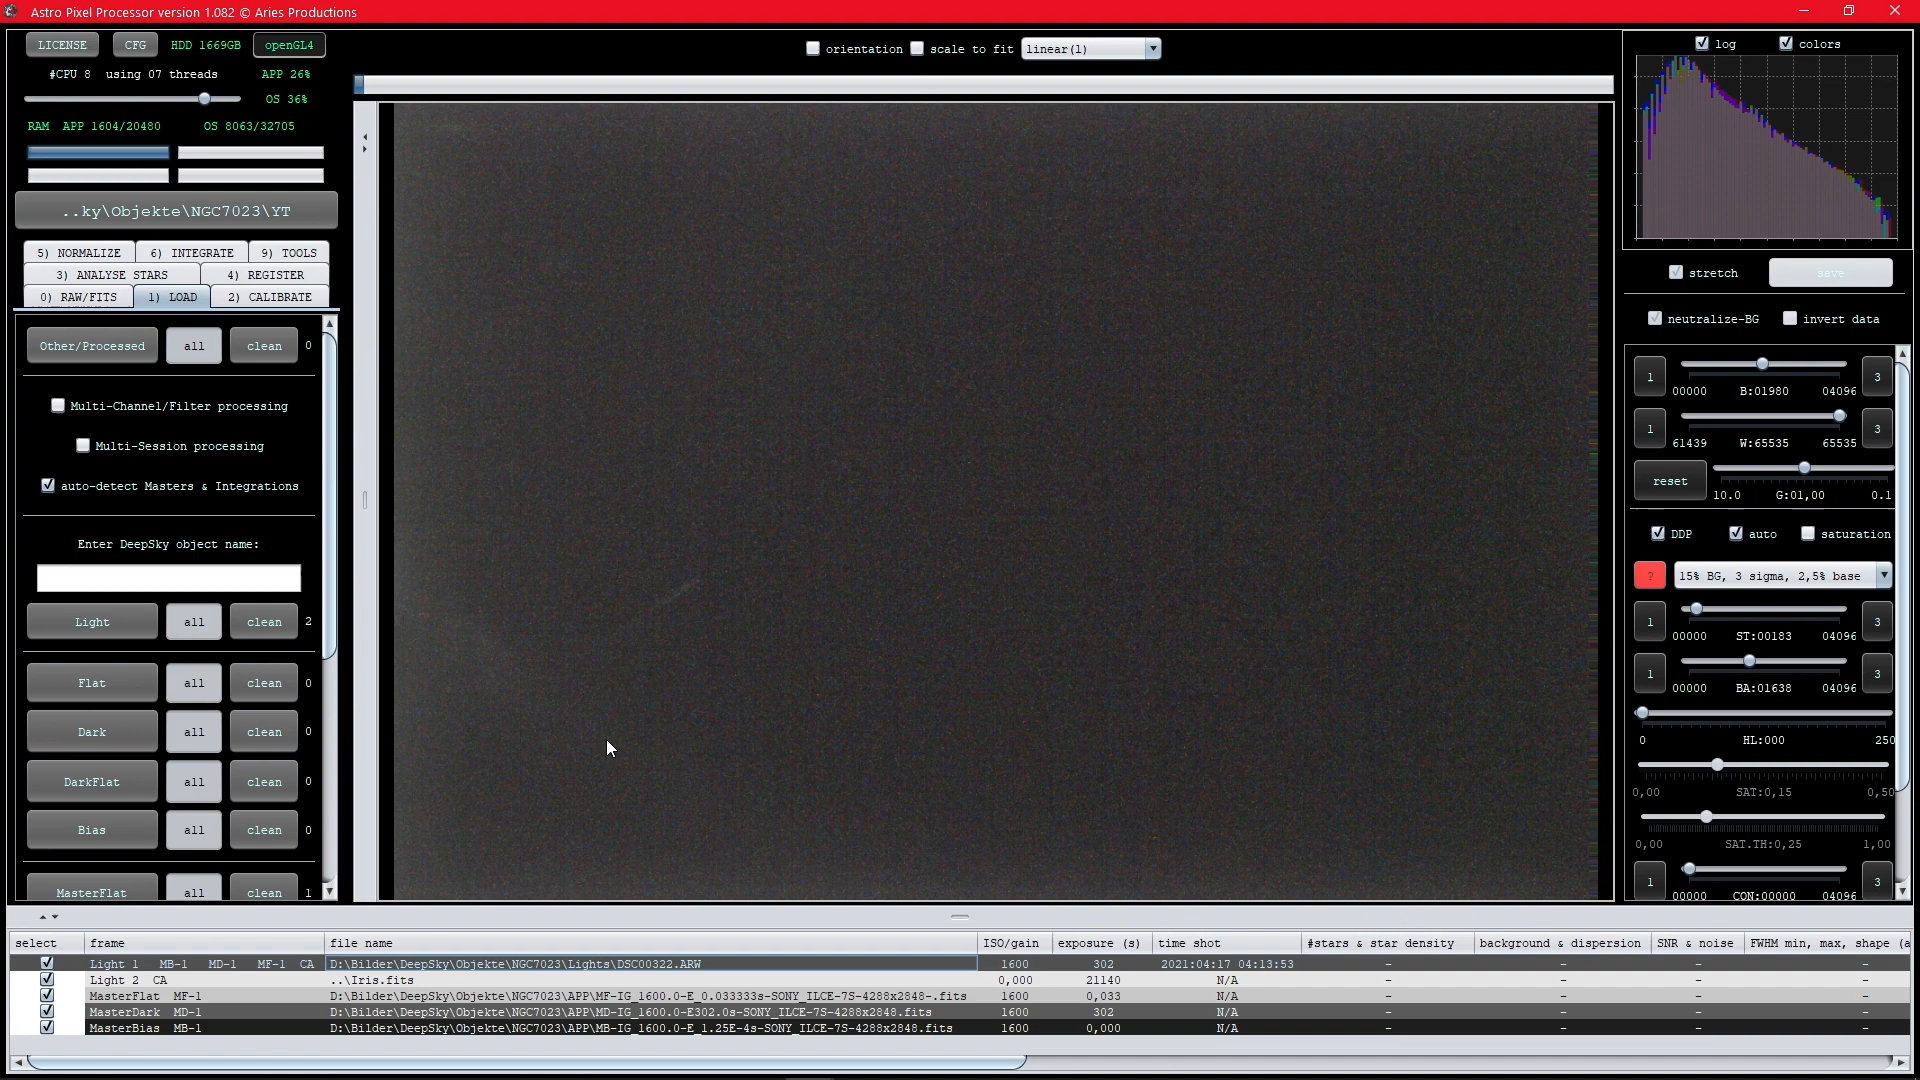 Astro Pixel Processor version 1.082 © Aries Productions
LICENSE CFG HDD 1669GB openGL4
#CPU 8 using 07 threads APP 26%
OS 36%
RAM APP 1604/20480 OS 8063/32705
..ky\Objekte\NGC7023\YT
5) NORMALIZE 6) INTEGRATE 9) TOOLS
3) ANALYSE STARS 4) REGISTER
0) RAW/FITS 1) LOAD 2) CALIBRATE
Other/Processed all clean 0
Multi-Channel/Filter processing
Multi-Session processing
auto-detect Masters & Integrations
Enter DeepSky object name:
Light all clean 2
Flat all clean 0
Dark all clean 0
DarkFlat all clean 0
Bias all clean 0
MasterFlat all clean 1
orientation scale to fit linear(l)
log colors
stretch save
neutralize-BG invert data
1 3
00000 B:01980 04096
1 3
61439 W:65535 65535
reset
10.0 G:01,00 0.1
DDP auto saturation
? 15% BG, 3 sigma, 2,5% base
1 3
00000 ST:00183 04096
1 3
00000 BA:01638 04096
0 HL:000 250
0,00 SAT:0,15 0,50
0,00 SAT.TH:0,25 1,00
1 3
00000 CON:00000 04096
select frame file name ISO/gain exposure (s) time shot #stars & star density background & dispersion SNR & noise FWHM min, max, shape (a
Light 1 MB-1 MD-1 MF-1 CA D:\Bilder\DeepSky\Objekte\NGC7023\Lights\DSC00322.ARW 1600 302 2021:04:17 04:13:53 - - - -
Light 2 CA ..\Iris.fits 0,000 21140 N/A - - - -
MasterFlat MF-1 D:\Bilder\DeepSky\Objekte\NGC7023\APP\MF-IG_1600.0-E_0.033333s-SONY_ILCE-7S-4288x2848-.fits 1600 0,033 N/A - - - -
MasterDark MD-1 D:\Bilder\DeepSky\Objekte\NGC7023\APP\MD-IG_1600.0-E302.0s-SONY_ILCE-7S-4288x2848.fits 1600 302 N/A - - - -
MasterBias MB-1 D:\Bilder\DeepSky\Objekte\NGC7023\APP\MB-IG_1600.0-E_1.25E-4s-SONY_ILCE-7S-4288x2848.fits 1600 0,000 N/A - - - -